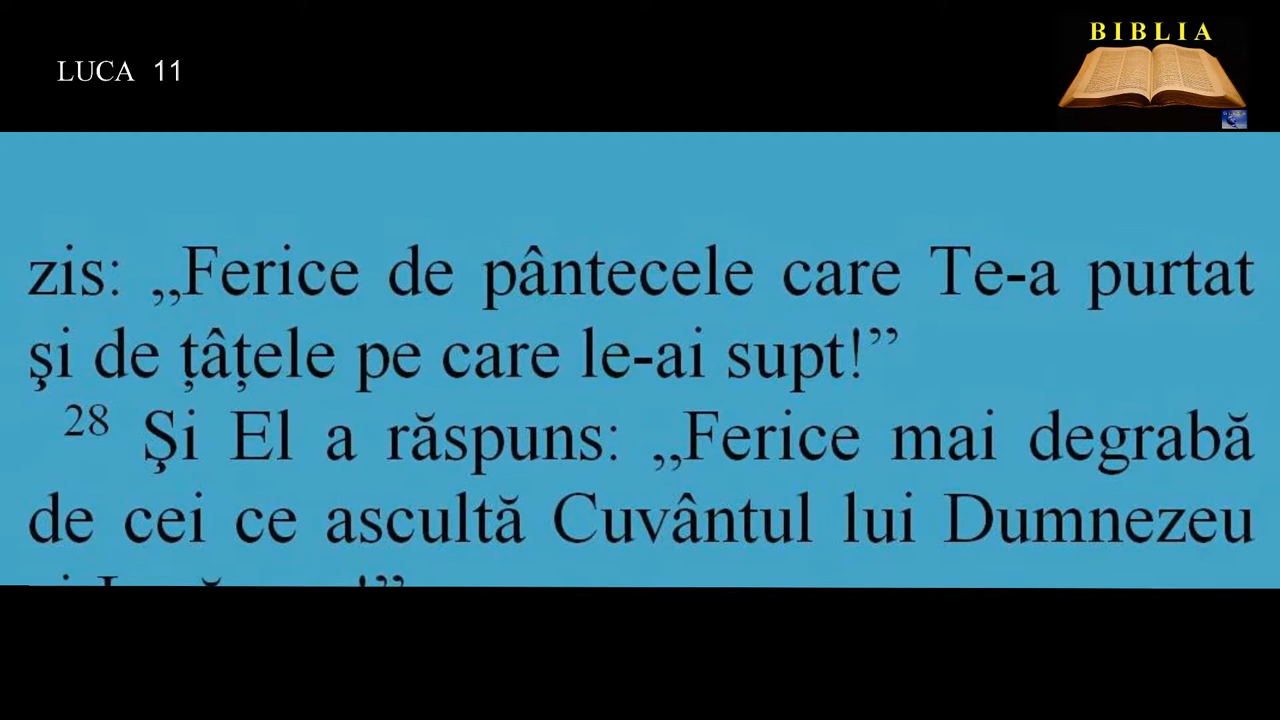 BIBLIA
LUCA 11
zis: „Ferice de pântecele care Te-a purtat
şi de țâțele pe care le-ai supt!”
28 Şi El a răspuns: „Ferice mai degrabă
de cei ce ascultă Cuvântul lui Dumnezeu